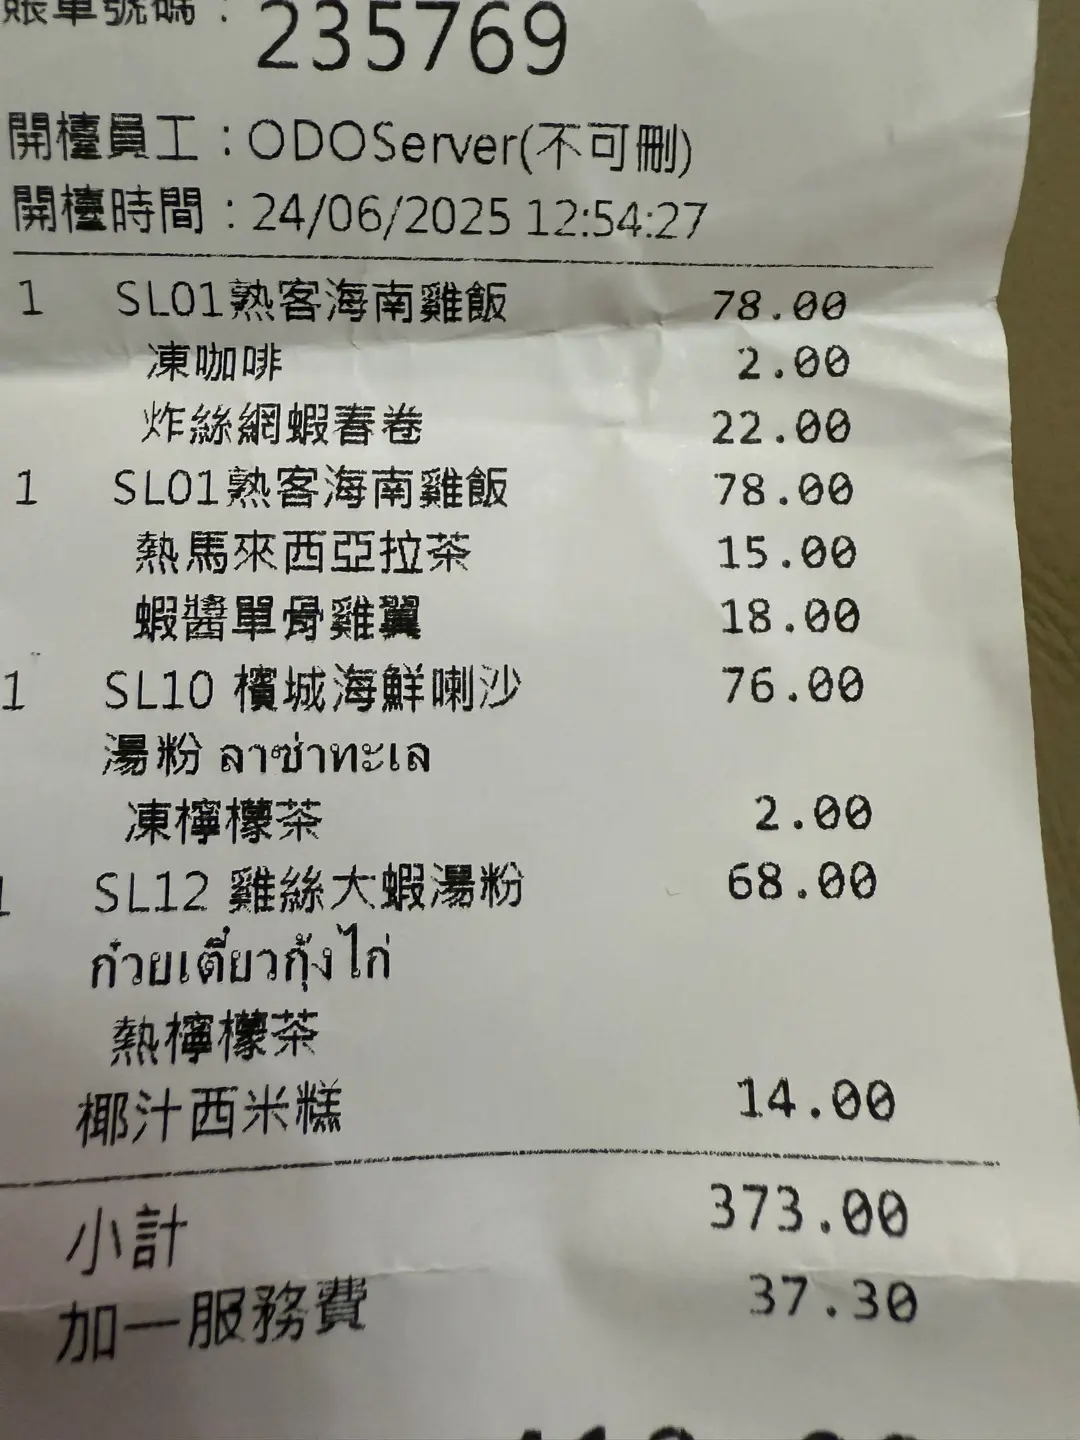 賬單號碼 : 235769
開檯員工 : ODOServer(不可刪)
開檯時間 : 24/06/2025 12:54:27
1 SL01熟客海南雞飯 78.00
凍咖啡 2.00
炸絲網蝦春卷 22.00
1 SL01熟客海南雞飯 78.00
熱馬來西亞拉茶 15.00
蝦醬單骨雞翼 18.00
1 SL10 檳城海鮮喇沙 76.00
湯粉 ลาซ่าทะเล
凍檸檬茶 2.00
1 SL12 雞絲大蝦湯粉 68.00
ก๋วยเตี๋ยวกุ้งไก่
熱檸檬茶
椰汁西米糕 14.00
小計 373.00
加一服務費 37.30